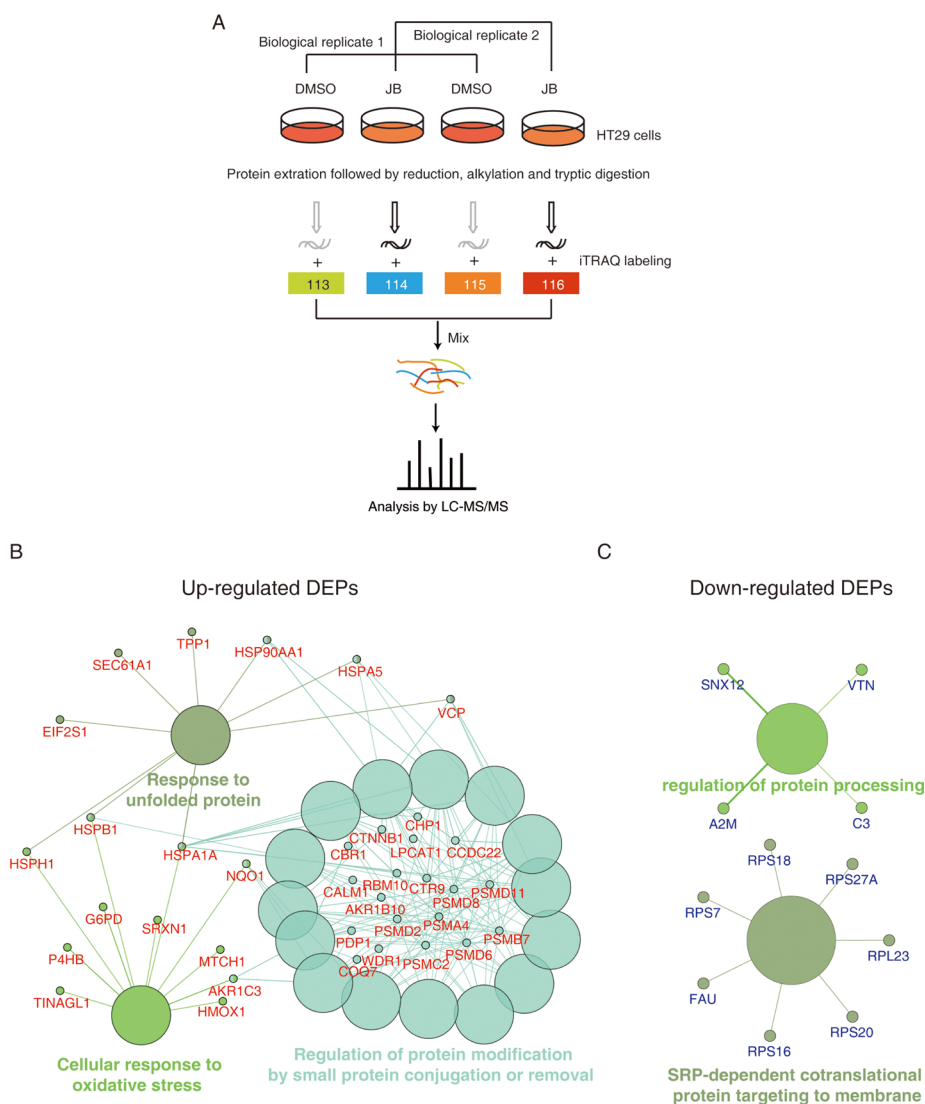 A
Biological replicate 1
Biological replicate 2
DMSO
JB
DMSO
JB
HT29 cells
Protein extration followed by reduction, alkylation and tryptic digestion
+
+
+
+
iTRAQ labeling
113
114
115
116
Mix
Analysis by LC-MS/MS
B
Up-regulated DEPs
TPP1
HSP90AA1
SEC61A1
HSPA5
VCP
EIF2S1
Response to
unfolded protein
HSPB1
HSPH1
HSPA1A
NQO1
CHP1
CTNNB1
CBR1
LPCAT1
CCDC22
CALM1
RBM10
CTR9
PSMD11
AKR1B10
PSMD8
PSMD2
PSMA4
PDP1
PSMB7
WDR1
PSMC2
PSMD6
COQ7
G6PD
SRXN1
P4HB
MTCH1
AKR1C3
TINAGL1
HMOX1
Cellular response to
oxidative stress
Regulation of protein modification
by small protein conjugation or removal
C
Down-regulated DEPs
SNX12
VTN
regulation of protein processing
A2M
C3
RPS18
RPS27A
RPS7
RPL23
FAU
RPS20
RPS16
SRP-dependent cotranslational
protein targeting to membrane